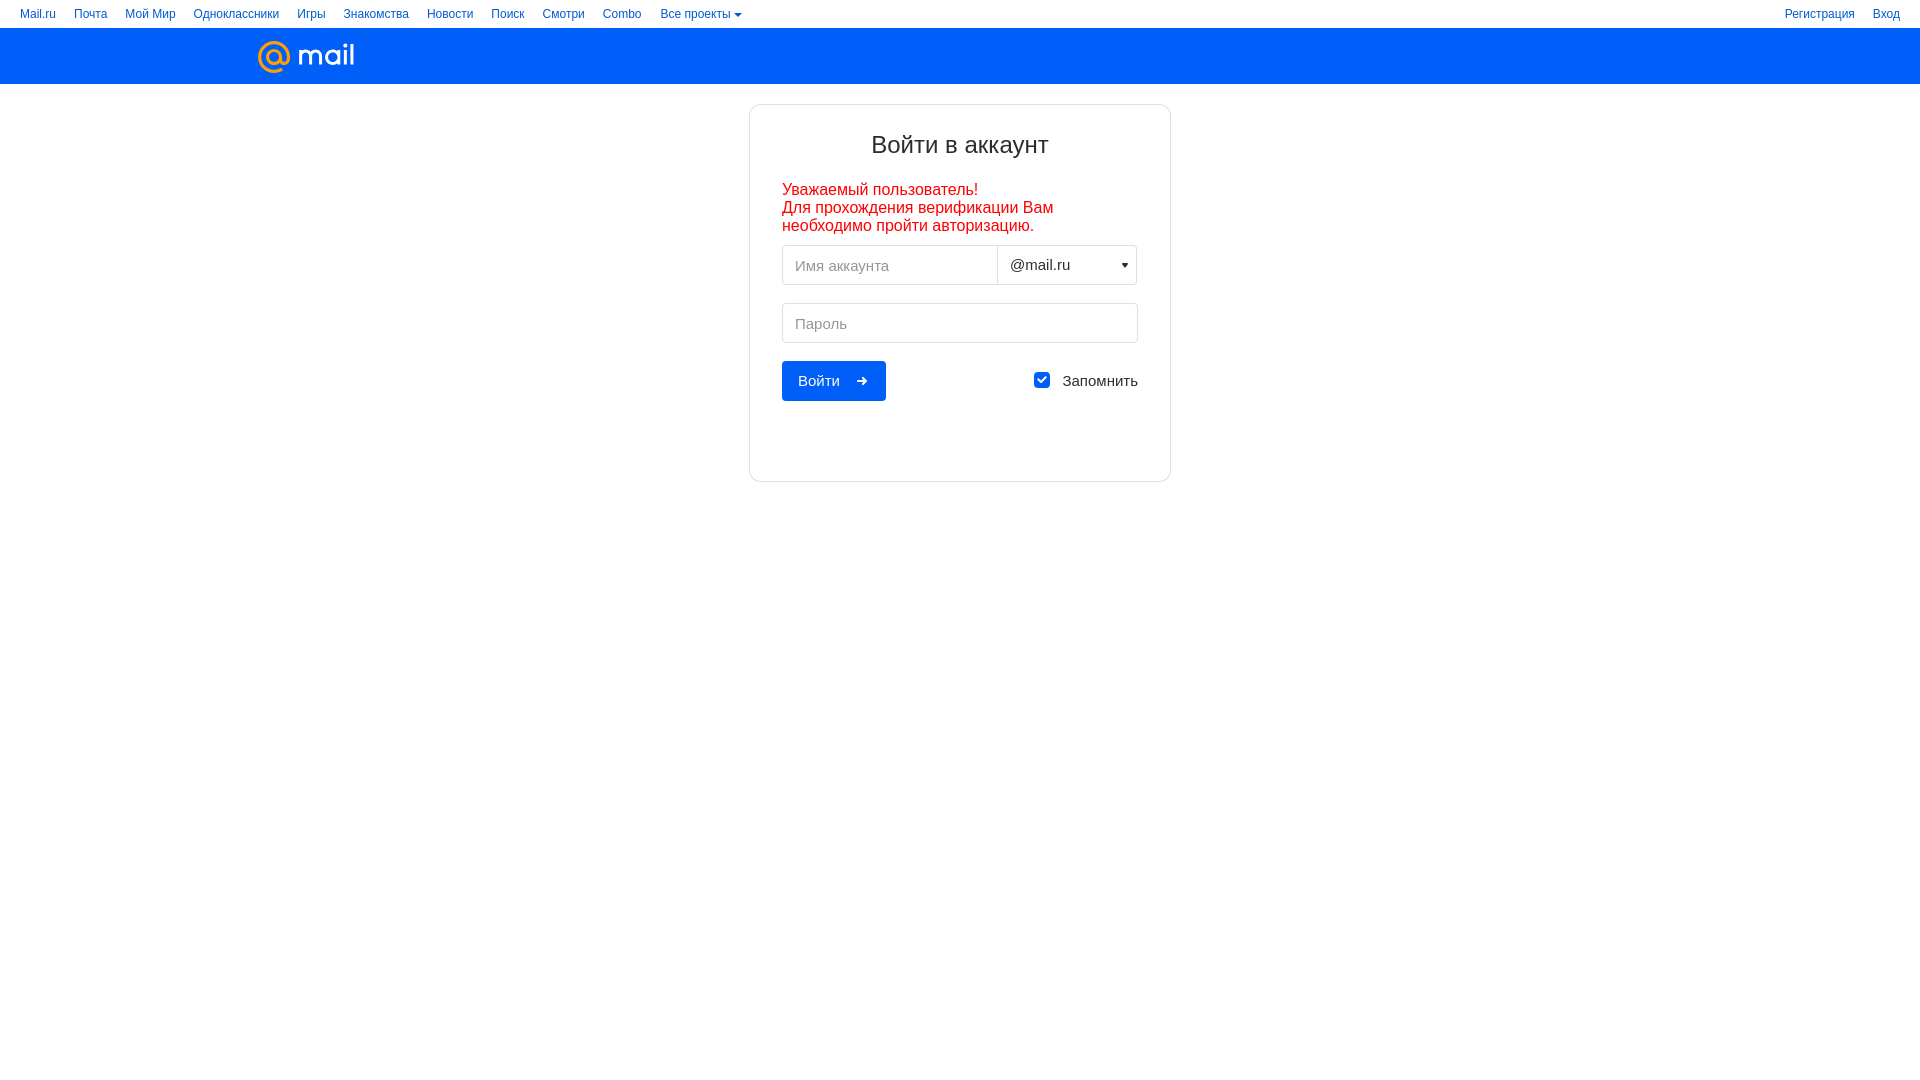 Mail.ru Почта Мой Мир Одноклассники Игры Знакомства Новости Поиск Смотри Combo Все проекты Регистрация Вход
@mail
Войти в аккаунт
Уважаемый пользователь!
Для прохождения верификации Вам
необходимо пройти авторизацию.
Имя аккаунта @mail.ru
Пароль
Войти Запомнить